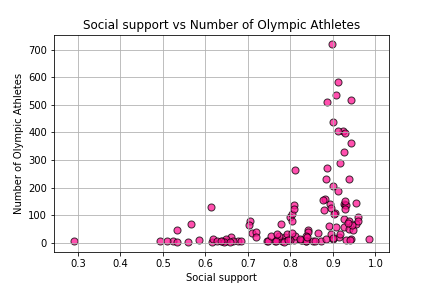 Social support vs Number of Olympic Athletes
Number of Olympic Athletes
700
600
500
400
300
200
100
0
0.3 0.4 0.5 0.6 0.7 0.8 0.9 1.0
Social support